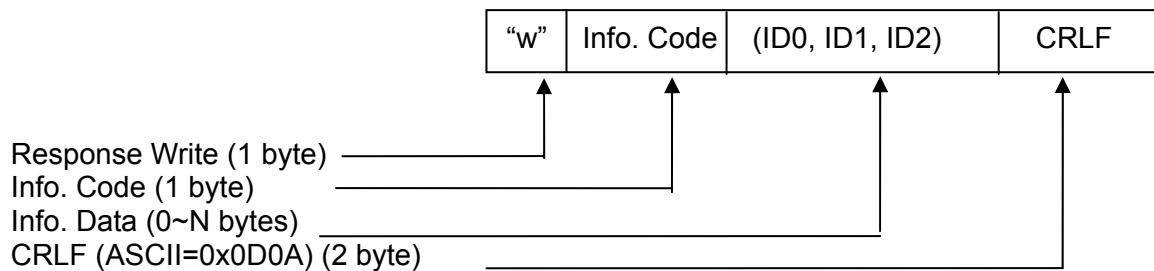 “w” Info. Code (ID0, ID1, ID2) CRLF
Response Write (1 byte)
Info. Code (1 byte)
Info. Data (0~N bytes)
CRLF (ASCII=0x0D0A) (2 byte)